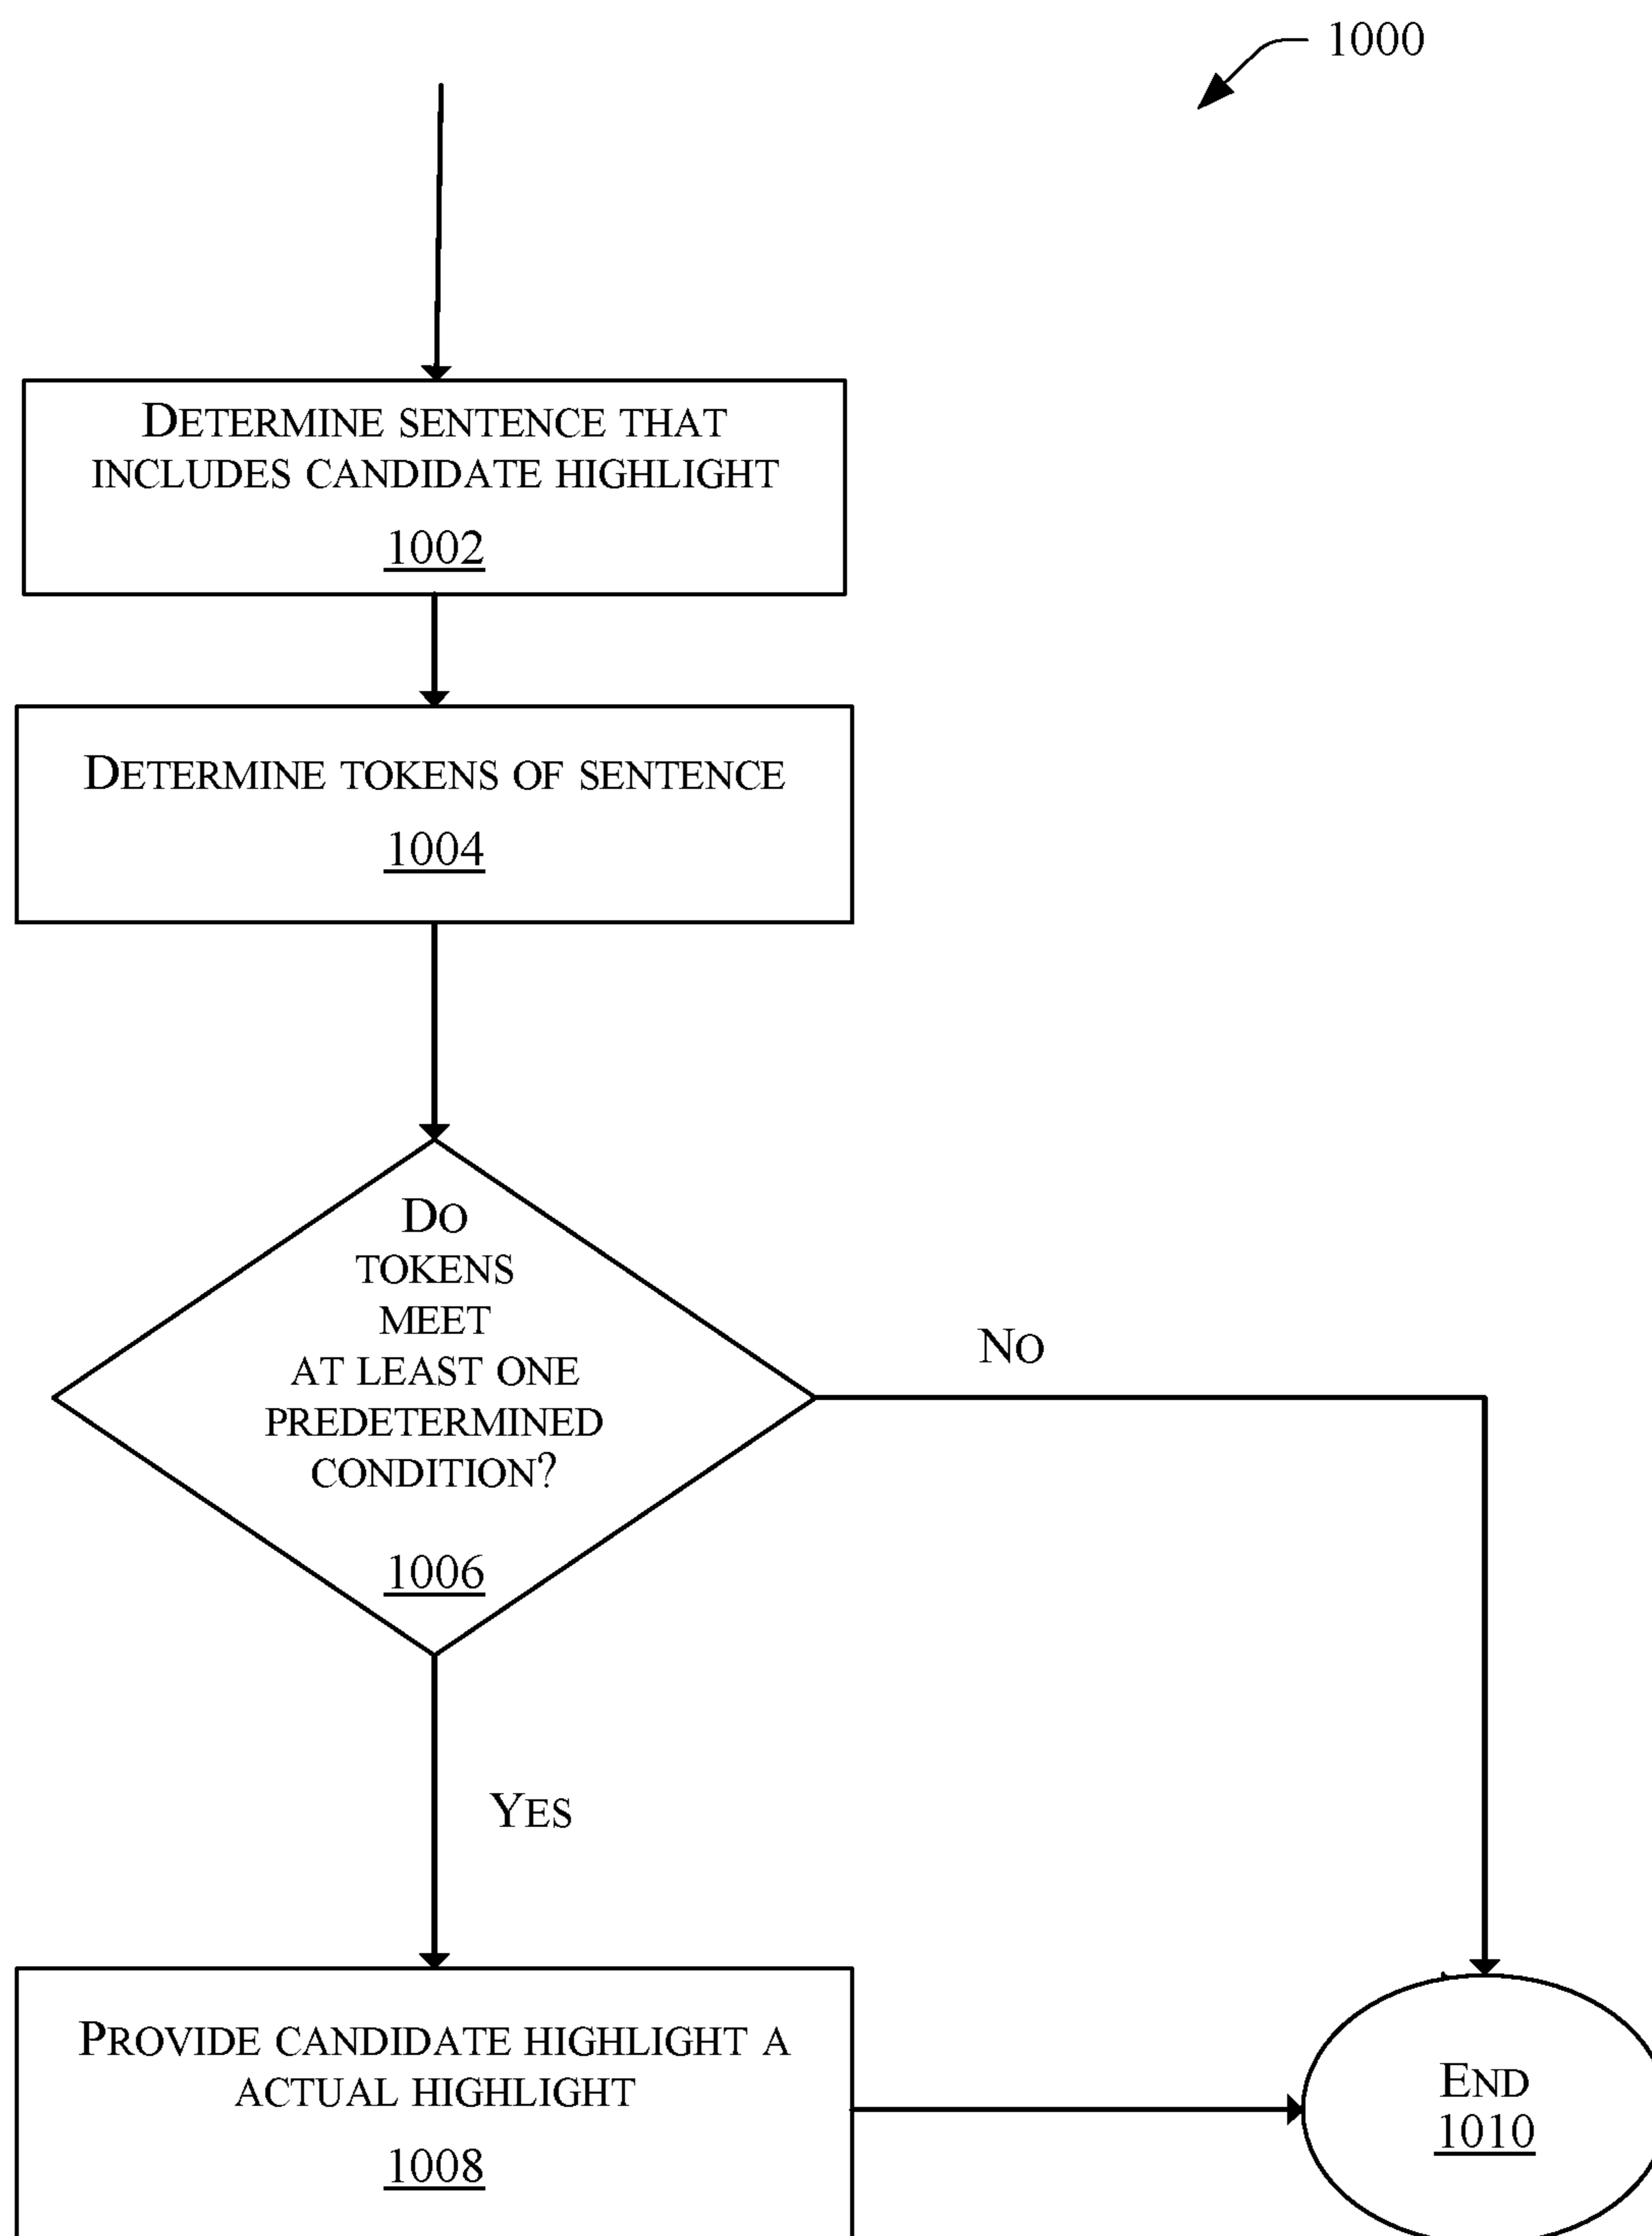 1000
DETERMINE SENTENCE THAT
INCLUDES CANDIDATE HIGHLIGHT
1002
DETERMINE TOKENS OF SENTENCE
1004
DO
TOKENS
MEET
AT LEAST ONE
PREDETERMINED
CONDITION?
1006
NO
YES
PROVIDE CANDIDATE HIGHLIGHT A
ACTUAL HIGHLIGHT
1008
END
1010